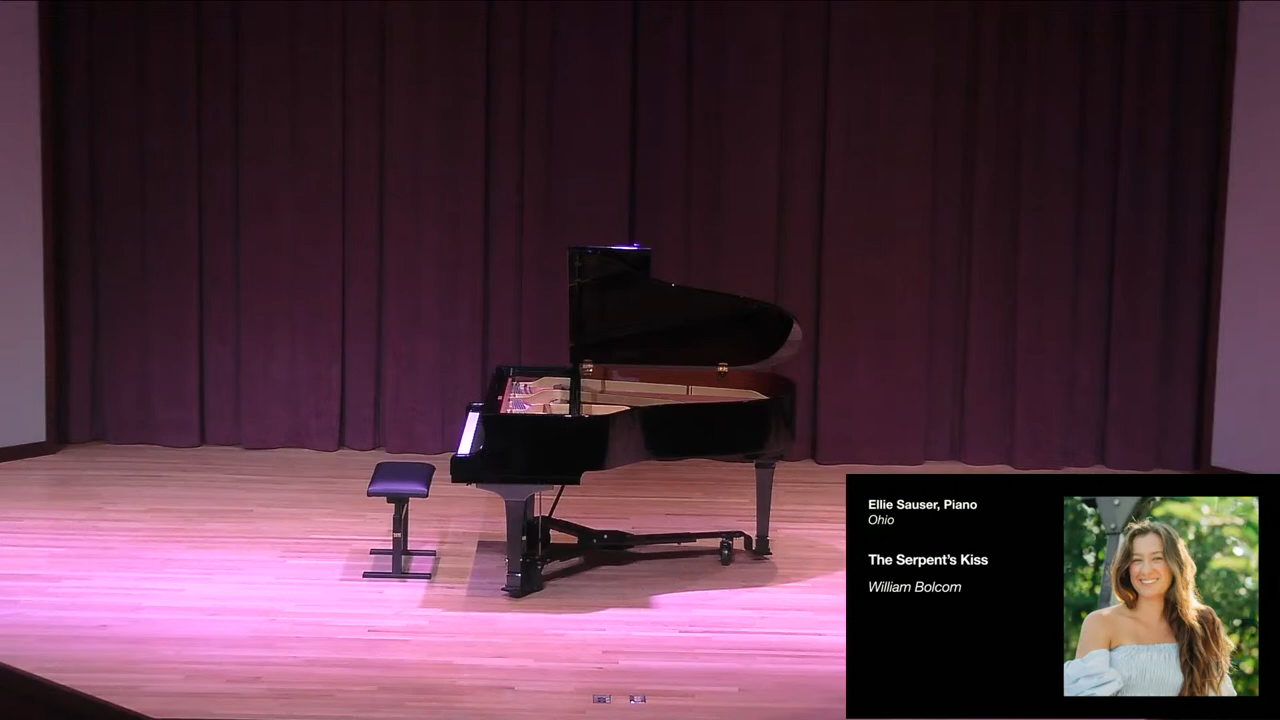 Ellie Sauser, Piano
Ohio
The Serpent's Kiss
William Bolcom